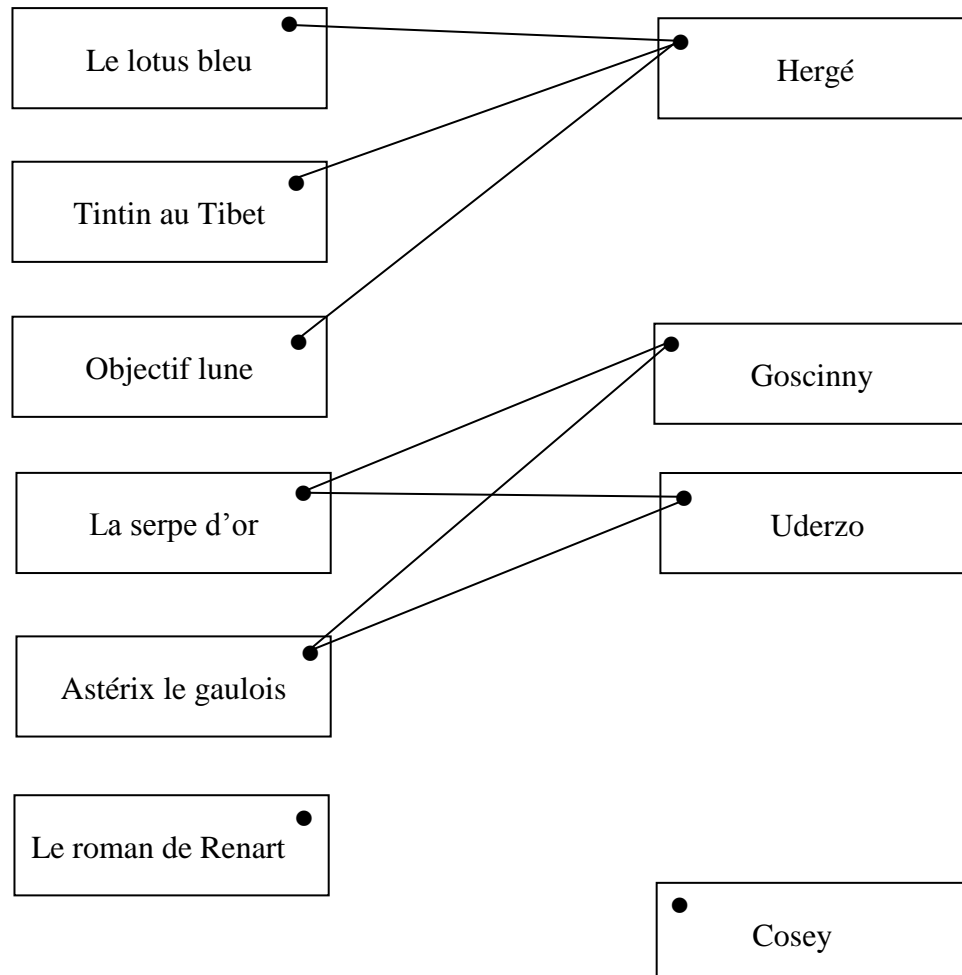 Le lotus bleu
Hergé
Tintin au Tibet
Objectif lune
Goscinny
La serpe d’or
Uderzo
Astérix le gaulois
Le roman de Renart
Cosey